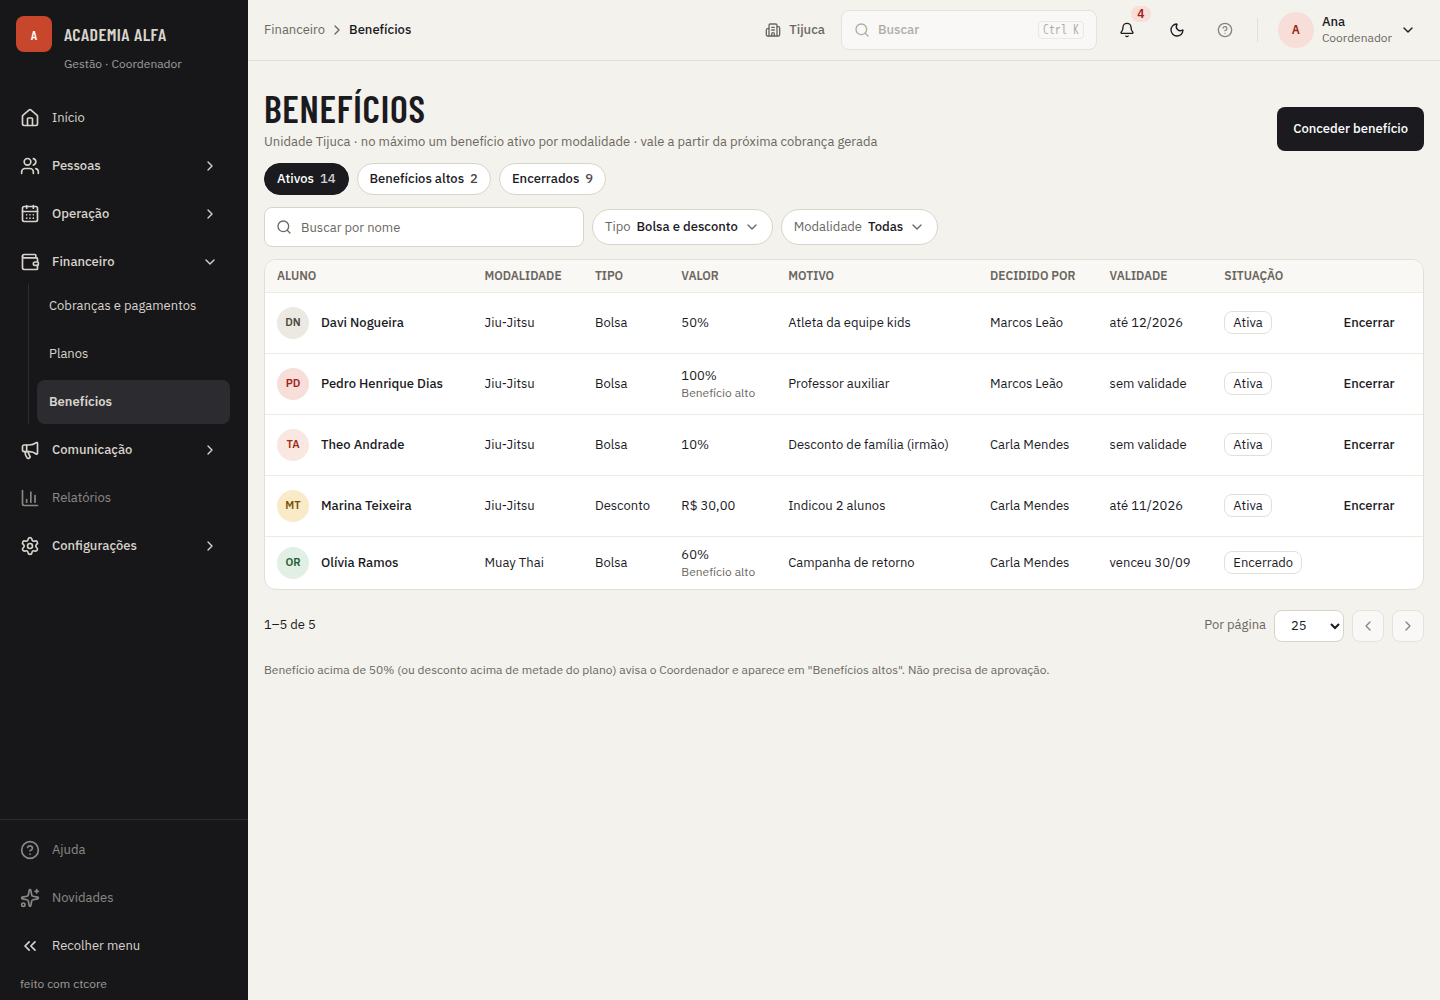 A
ACADEMIA ALFA
Gestão · Coordenador
Início
Pessoas
Operação
Financeiro
Cobranças e pagamentos
Planos
Benefícios
Comunicação
Relatórios
Configurações
Ajuda
Novidades
Recolher menu
feito com ctcore
Financeiro > Benefícios
Tijuca
Buscar
Ctrl K
4
A
Ana
Coordenador
BENEFÍCIOS
Unidade Tijuca · no máximo um benefício ativo por modalidade · vale a partir da próxima cobrança gerada
Conceder benefício
Ativos 14
Benefícios altos 2
Encerrados 9
Buscar por nome
Tipo Bolsa e desconto
Modalidade Todas
ALUNO MODALIDADE TIPO VALOR MOTIVO DECIDIDO POR VALIDADE SITUAÇÃO
DN Davi Nogueira Jiu-Jitsu Bolsa 50% Atleta da equipe kids Marcos Leão até 12/2026 Ativa Encerrar
PD Pedro Henrique Dias Jiu-Jitsu Bolsa 100% Benefício alto Professor auxiliar Marcos Leão sem validade Ativa Encerrar
TA Theo Andrade Jiu-Jitsu Bolsa 10% Desconto de família (irmão) Carla Mendes sem validade Ativa Encerrar
MT Marina Teixeira Jiu-Jitsu Desconto R$ 30,00 Indicou 2 alunos Carla Mendes até 11/2026 Ativa Encerrar
OR Olívia Ramos Muay Thai Bolsa 60% Benefício alto Campanha de retorno Carla Mendes venceu 30/09 Encerrado
1–5 de 5
Por página 25
Benefício acima de 50% (ou desconto acima de metade do plano) avisa o Coordenador e aparece em "Benefícios altos". Não precisa de aprovação.